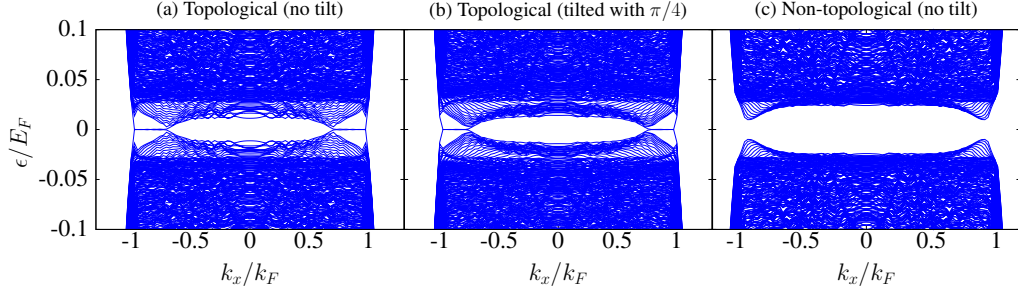 (a) Topological (no tilt) (b) Topological (tilted with π/4) (c) Non-topological (no tilt)
0.1
0.05
0
-0.05
-0.1
ϵ/E_F
-1 -0.5 0 0.5 1 -1 -0.5 0 0.5 1 -1 -0.5 0 0.5 1
k_x/k_F k_x/k_F k_x/k_F